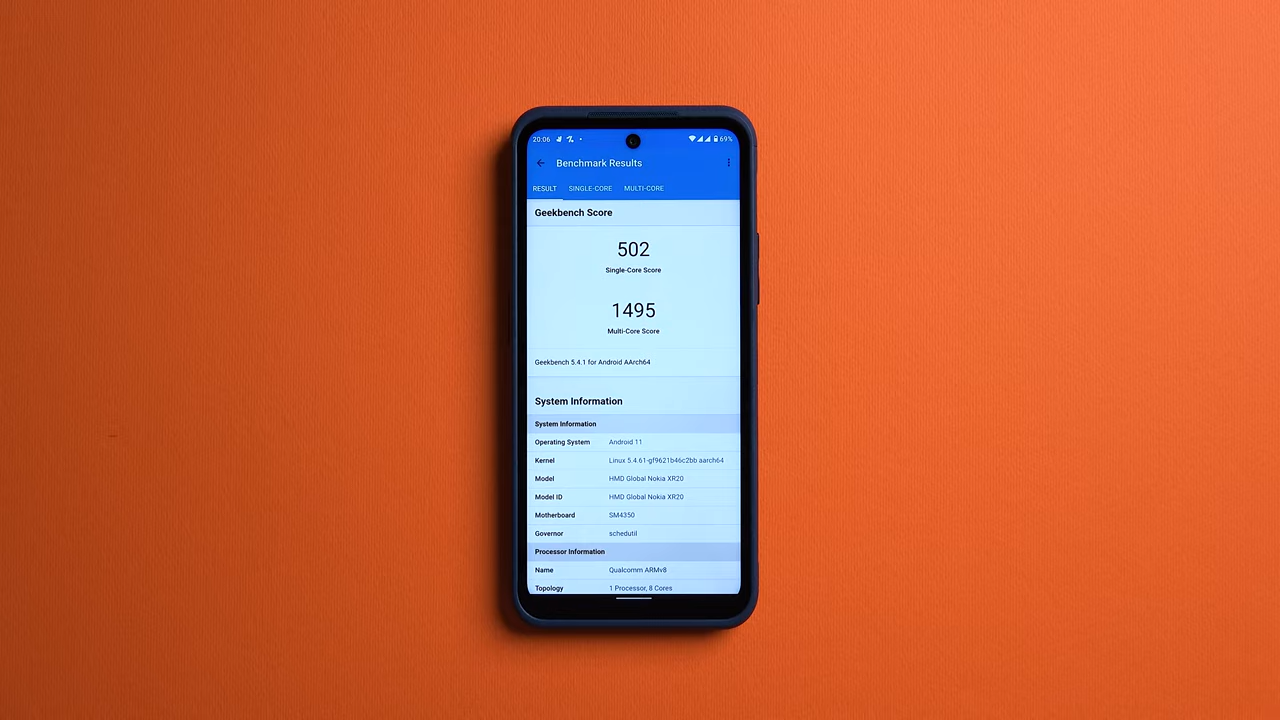 20:06 69%
Benchmark Results
RESULT SINGLE-CORE MULTI-CORE
Geekbench Score
502
Single-Core Score
1495
Multi-Core Score
Geekbench 5.4.1 for Android AArch64
System Information
System Information
Operating System Android 11
Kernel Linux 5.4.61-gf9621b46c2bb aarch64
Model HMD Global Nokia XR20
Model ID HMD Global Nokia XR20
Motherboard SM4350
Governor schedutil
Processor Information
Name Qualcomm ARMv8
Topology 1 Processor, 8 Cores